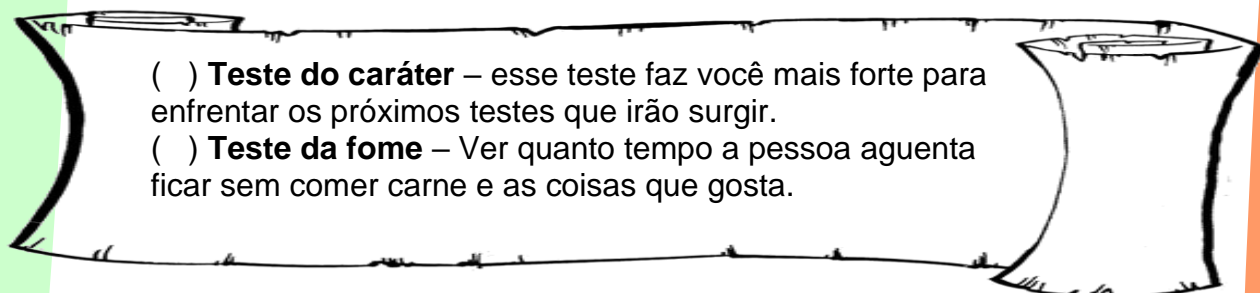 (   ) Teste do caráter – esse teste faz você mais forte para
enfrentar os próximos testes que irão surgir.
(   ) Teste da fome – Ver quanto tempo a pessoa aguenta
ficar sem comer carne e as coisas que gosta.